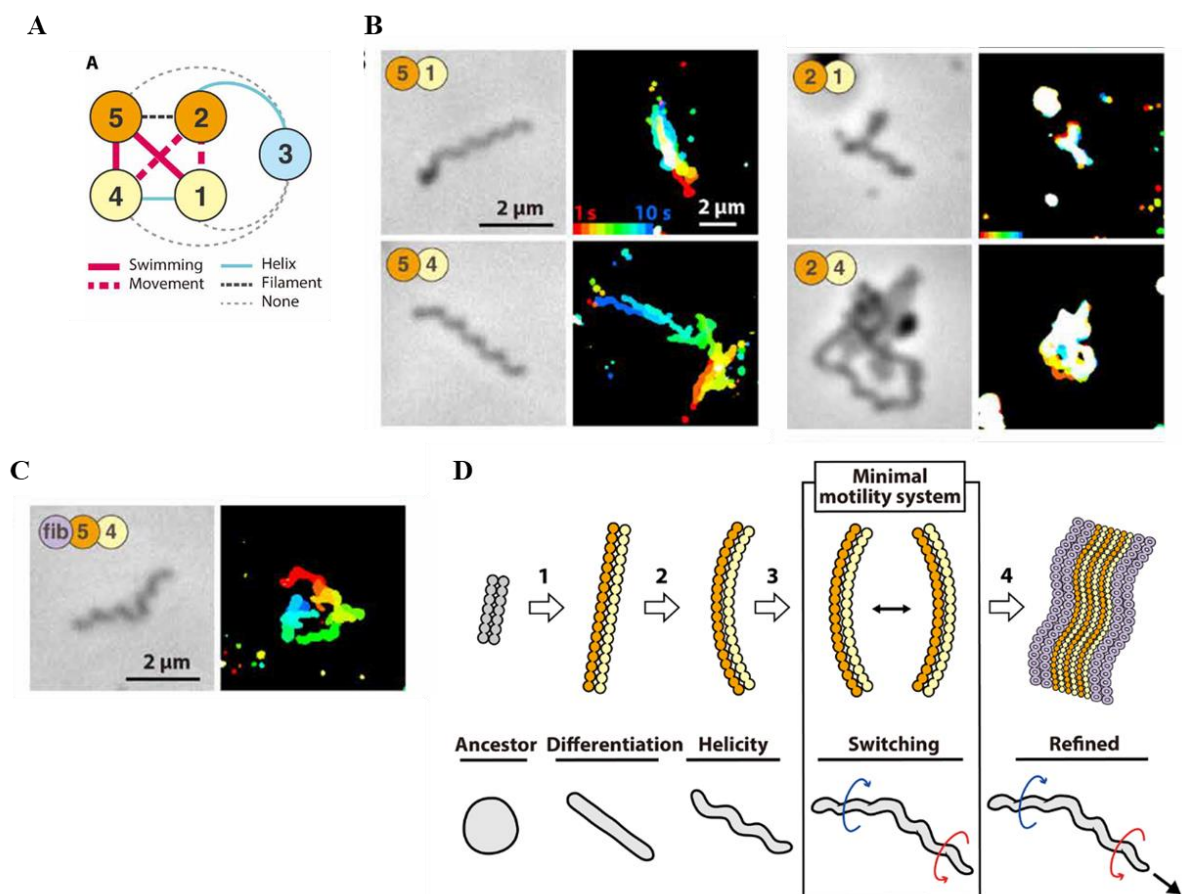 A
A
5
2
3
4
1
Swimming
Helix
Movement
Filament
None
B
5 1
2 μm
1 s
10 s
2 μm
2 1
5 4
2 4
C
fib 5 4
2 μm
D
Minimal
motility system
1
2
3
4
Ancestor
Differentiation
Helicity
Switching
Refined